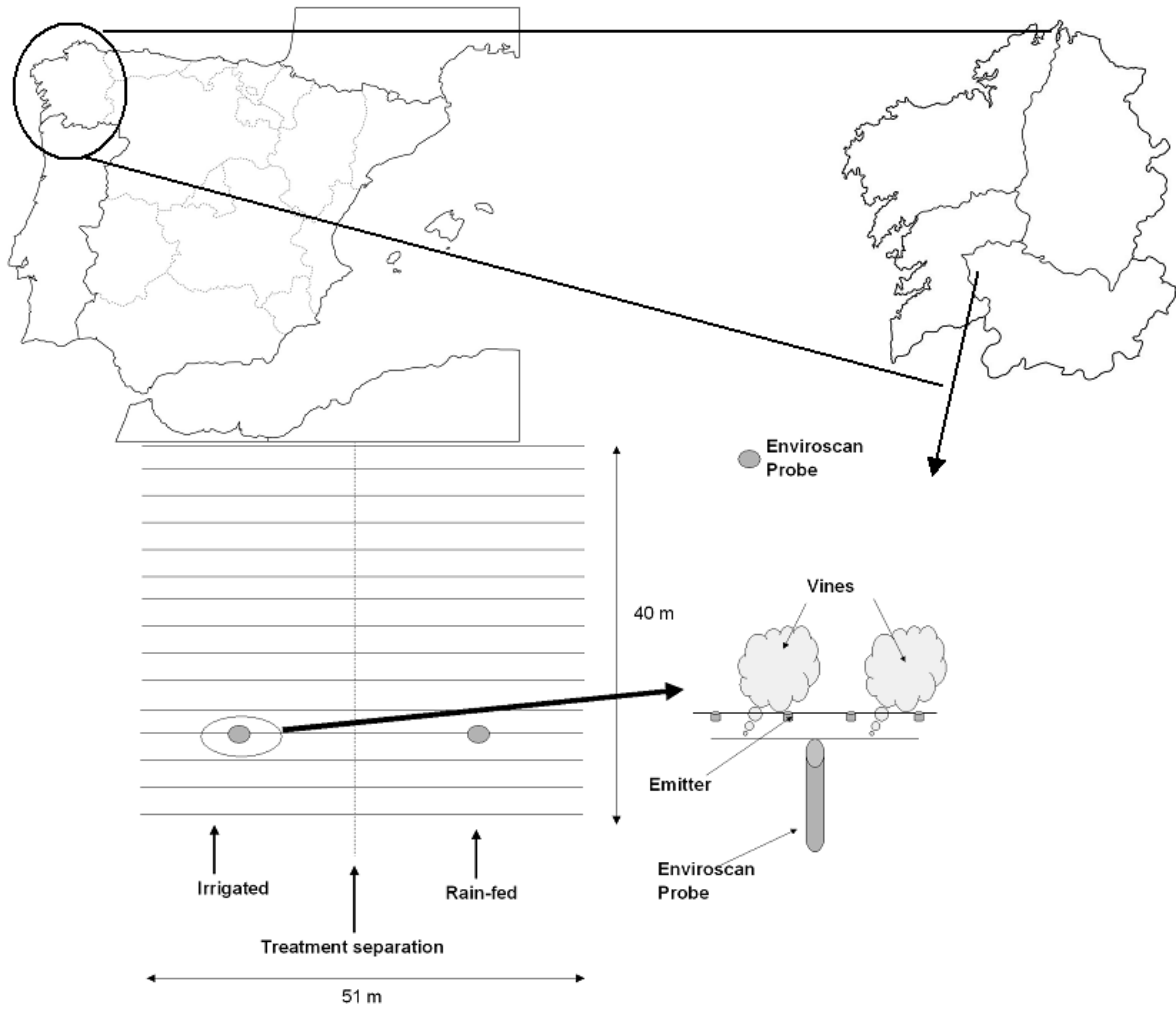 Enviroscan
Probe
Vines
40 m
Emitter
Enviroscan
Probe
Irrigated
Rain-fed
Treatment separation
51 m